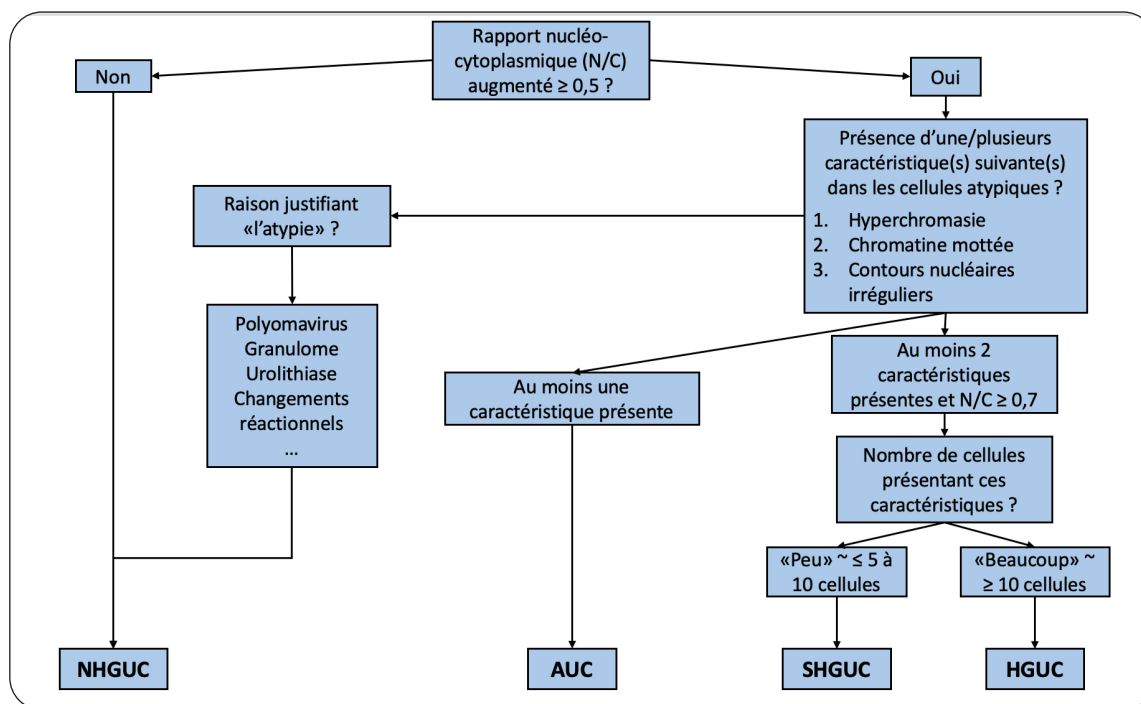 Rapport nucléo-
cytoplasmique (N/C)
augmenté ≥ 0,5 ?
Non
Oui
Présence d’une/plusieurs
caractéristique(s) suivante(s)
dans les cellules atypiques ?
1. Hyperchromasie
2. Chromatine mottée
3. Contours nucléaires
irréguliers
Raison justifiant
«l’atypie» ?
Polyomavirus
Granulome
Urolithiase
Changements
réactionnels
...
Au moins une
caractéristique présente
Au moins 2
caractéristiques
présentes et N/C ≥ 0,7
Nombre de cellules
présentant ces
caractéristiques ?
«Peu» ~ ≤ 5 à
10 cellules
«Beaucoup» ~
≥ 10 cellules
NHGUC
AUC
SHGUC
HGUC